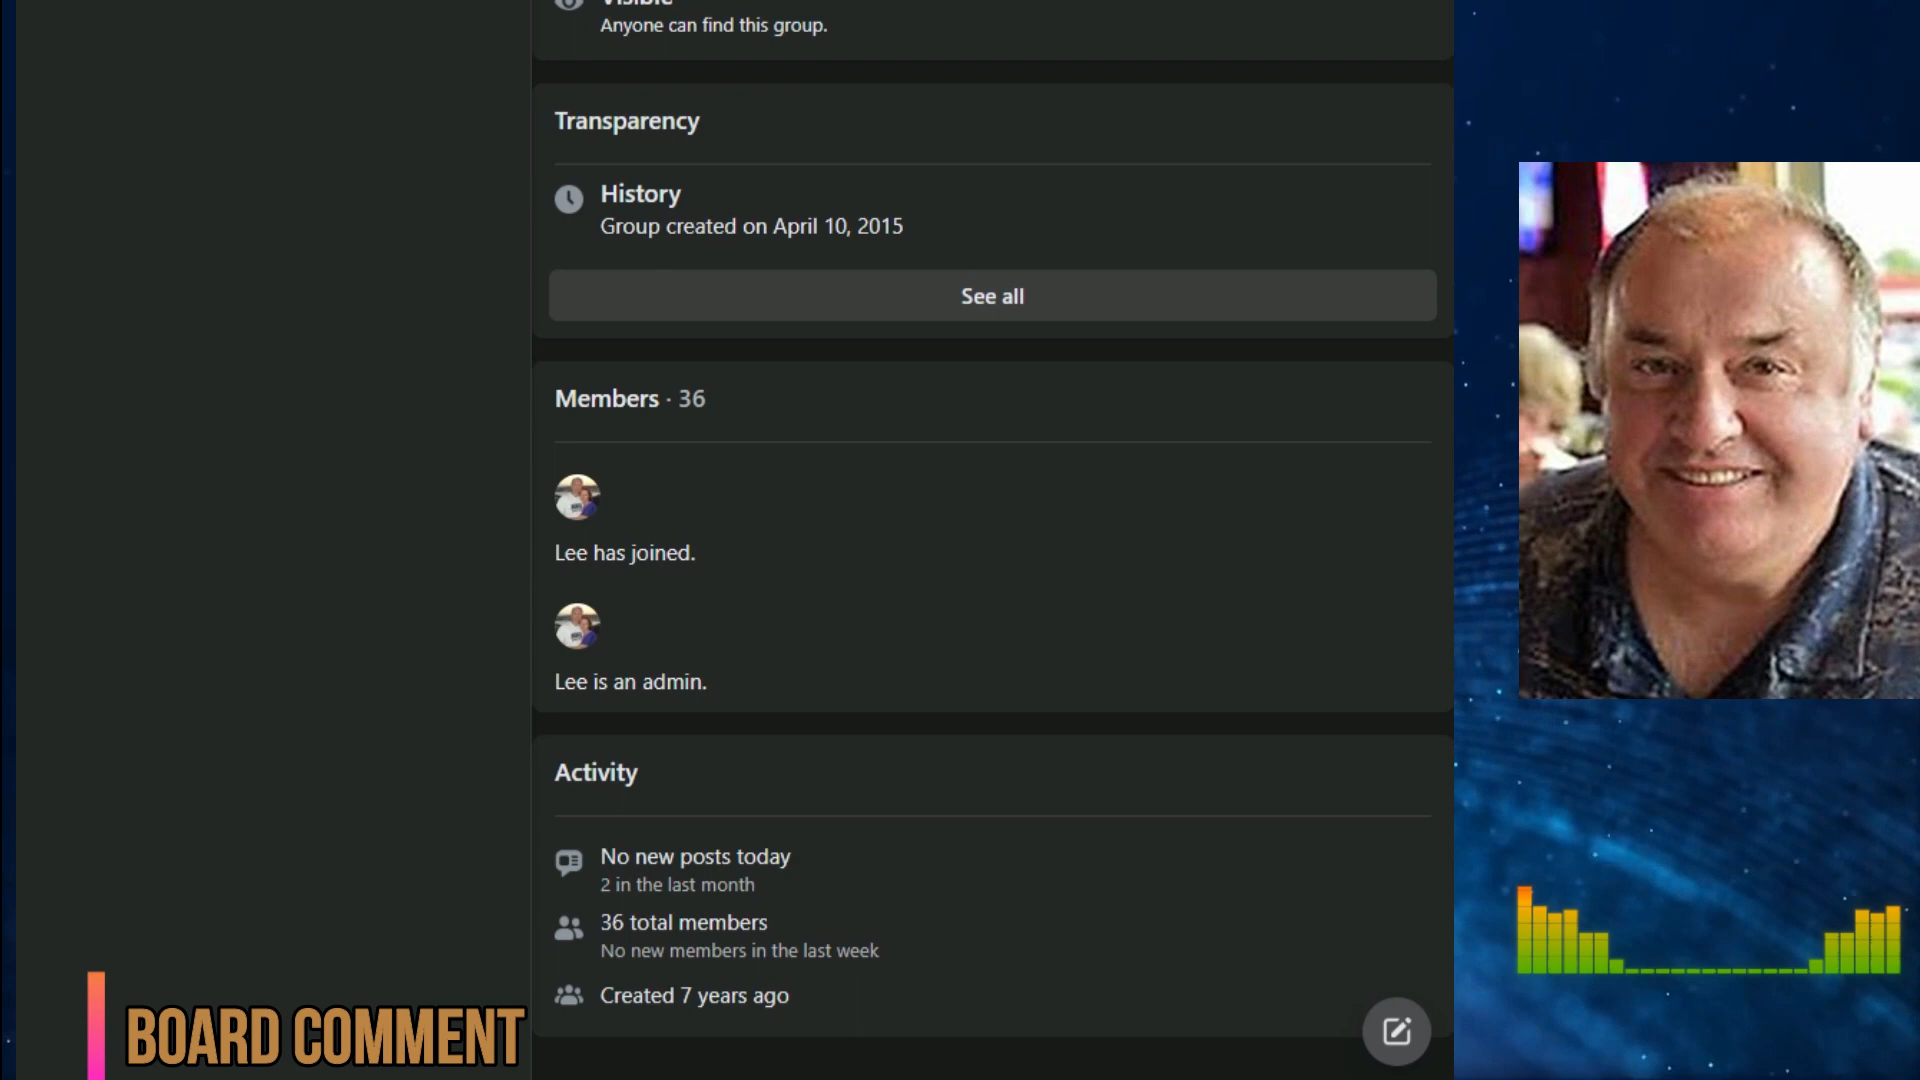 Visible
Anyone can find this group.
Transparency
History
Group created on April 10, 2015
See all
Members · 36
Lee has joined.
Lee is an admin.
Activity
No new posts today
2 in the last month
36 total members
No new members in the last week
Created 7 years ago
BOARD COMMENT